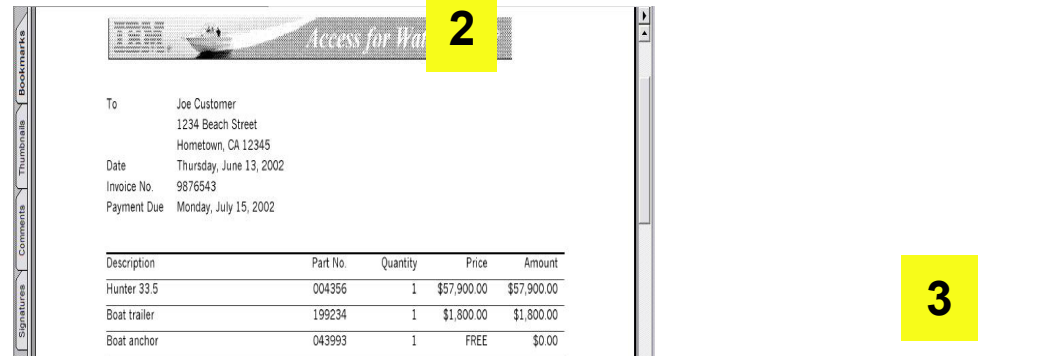 IBM.
Access for
2
To Joe Customer
1234 Beach Street
Hometown, CA 12345
Date Thursday, June 13, 2002
Invoice No. 9876543
Payment Due Monday, July 15, 2002
Description Part No. Quantity Price Amount
Hunter 33.5 004356 1 $57,900.00 $57,900.00
Boat trailer 199234 1 $1,800.00 $1,800.00
Boat anchor 043993 1 FREE $0.00
Bookmarks
Thumbnails
Comments
Signatures
3